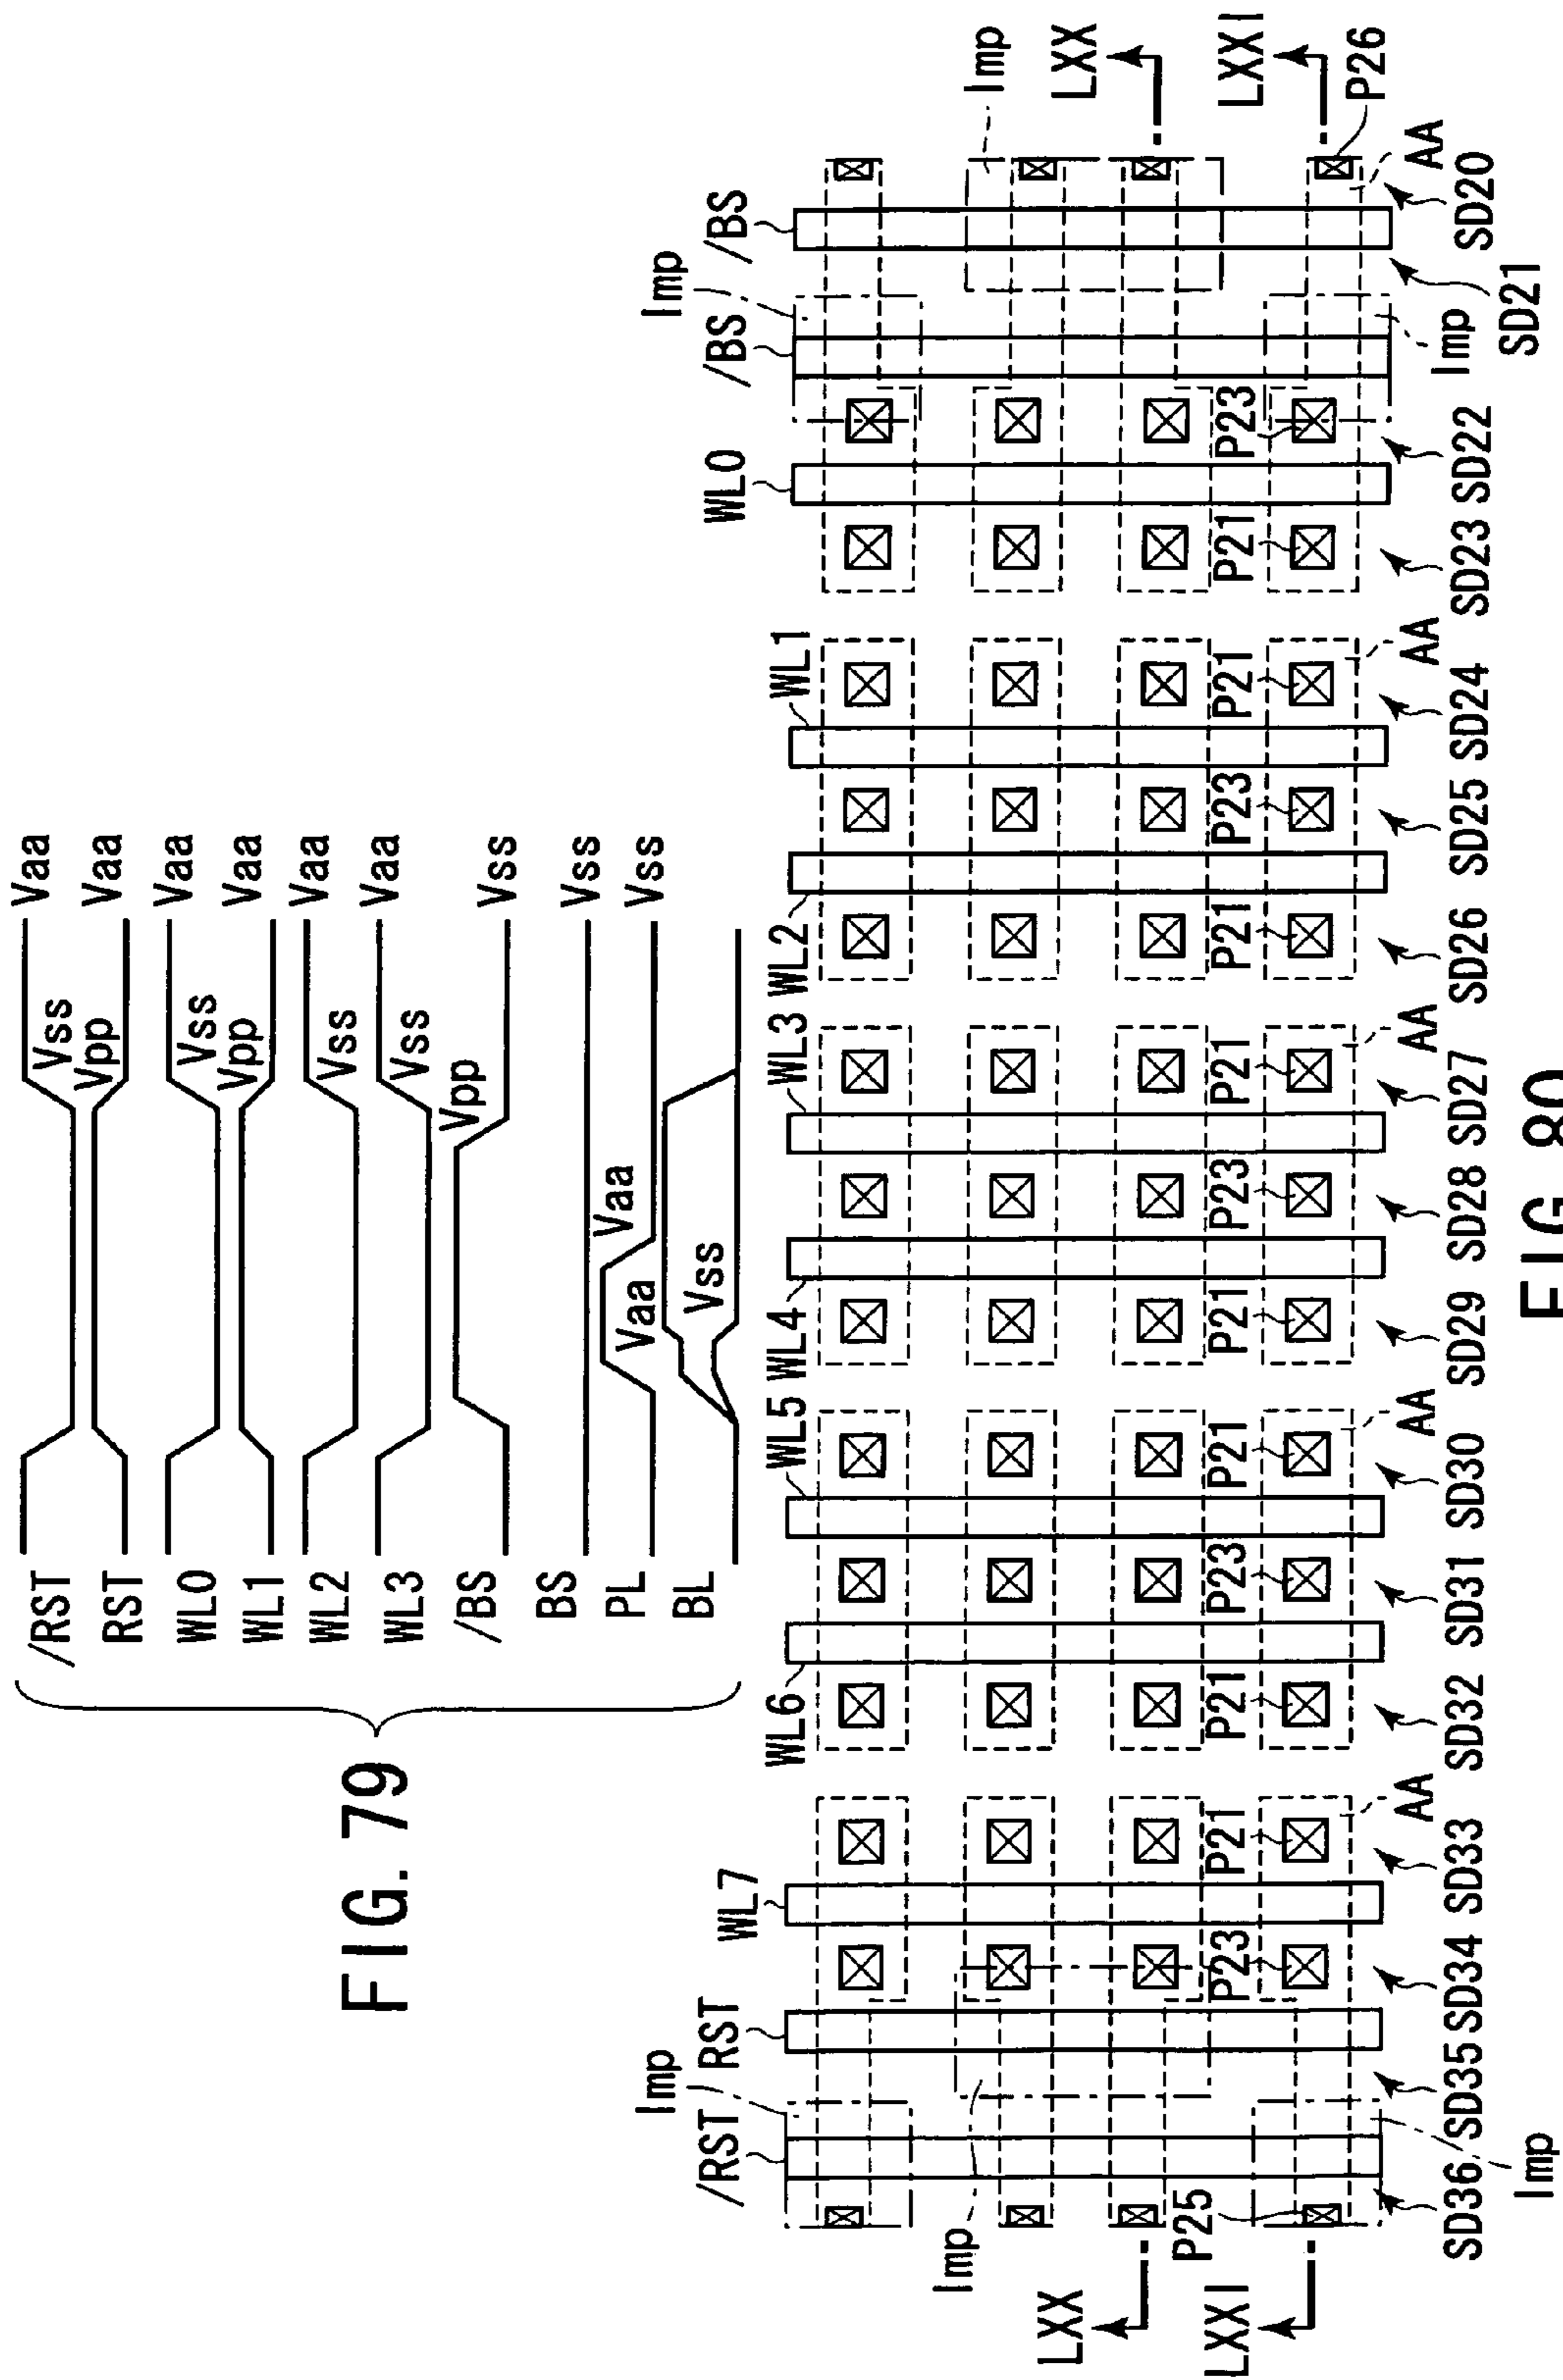 FIG. 79
/RST Vss Vaa
RST Vpp Vaa
WL0 Vss Vaa
WL1 Vpp Vaa
WL2 Vss Vaa
WL3 Vss Vaa
/BS Vpp Vss
BS Vss
PL Vaa Vaa Vss
BL Vss
Imp Imp
/RST RST WL7 WL6 WL5 WL4 WL3 WL2 WL1 WL0 /BS /BS
Imp
Imp
LXX LXX
P25 P23 P21 P21 P23 P21 P21 P23 P21 P21 P23 P21 P21 P23
LXXI LXXI
P26
AA AA AA AA AA
SD36 SD35 SD34 SD33 SD32 SD31 SD30 SD29 SD28 SD27 SD26 SD25 SD24 SD23 SD22 SD21 SD20
Imp Imp
FIG. 80